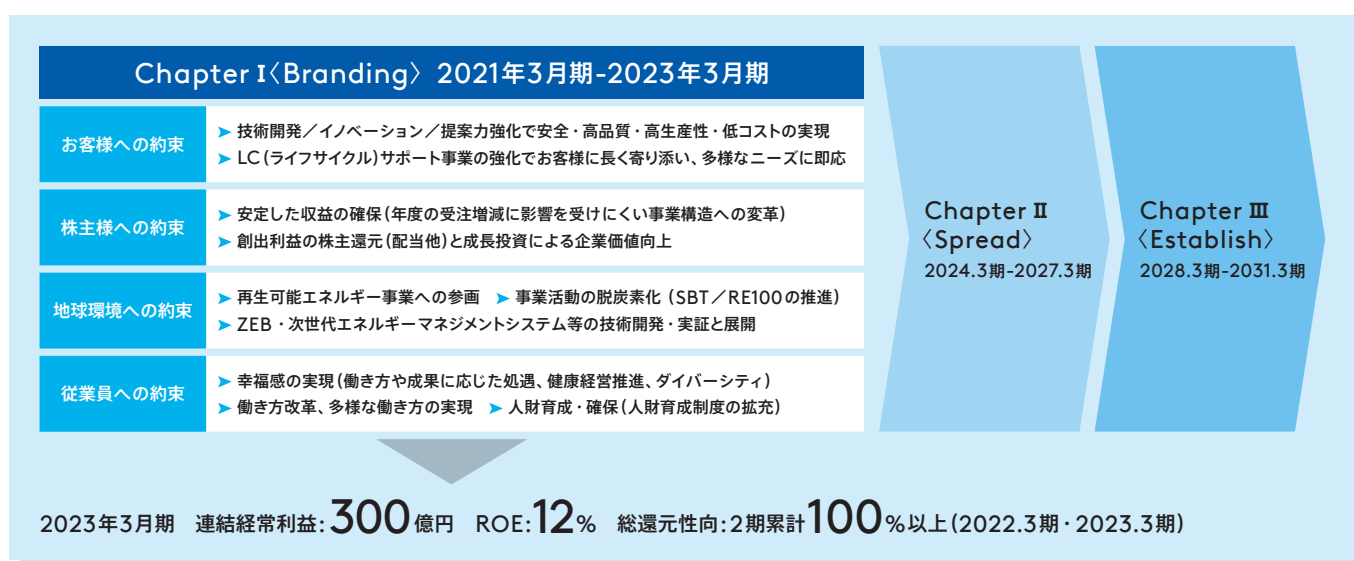 Chapter Ⅰ〈Branding〉 2021年3月期-2023年3月期
お客様への約束
➤ 技術開発／イノベーション／提案力強化で安全・高品質・高生産性・低コストの実現
➤ LC(ライフサイクル)サポート事業の強化でお客様に長く寄り添い、多様なニーズに即応
株主様への約束
➤ 安定した収益の確保(年度の受注増減に影響を受けにくい事業構造への変革)
➤ 創出利益の株主還元(配当他)と成長投資による企業価値向上
地球環境への約束
➤ 再生可能エネルギー事業への参画 ➤ 事業活動の脱炭素化 (SBT／RE100の推進)
➤ ZEB・次世代エネルギーマネジメントシステム等の技術開発・実証と展開
従業員への約束
➤ 幸福感の実現(働き方や成果に応じた処遇、健康経営推進、ダイバーシティ)
➤ 働き方改革、多様な働き方の実現 ➤ 人財育成・確保(人財育成制度の拡充)
Chapter Ⅱ
〈Spread〉
2024.3期-2027.3期
Chapter Ⅲ
〈Establish〉
2028.3期-2031.3期
2023年3月期 連結経常利益:300億円 ROE:12% 総還元性向:2期累計100%以上(2022.3期・2023.3期)